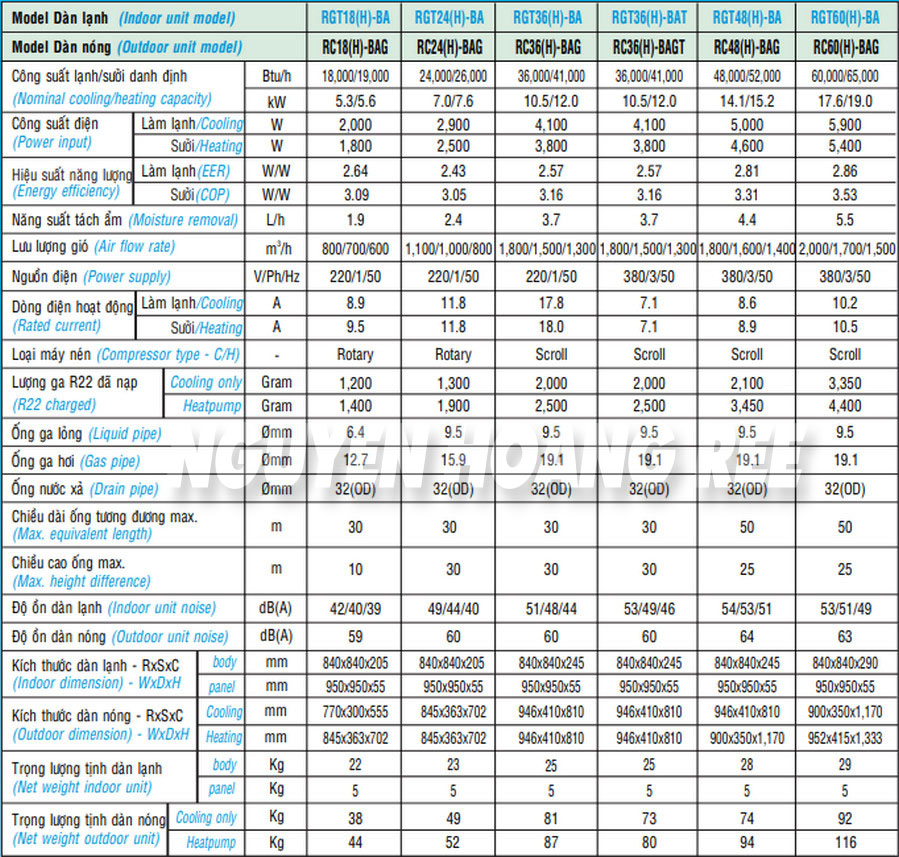 Model Dàn lạnh (Indoor unit model) RGT18(H)-BA RGT24(H)-BA RGT36(H)-BA RGT36(H)-BAT RGT48(H)-BA RGT60(H)-BA
Model Dàn nóng (Outdoor unit model) RC18(H)-BAG RC24(H)-BAG RC36(H)-BAG RC36(H)-BAGT RC48(H)-BAG RC60(H)-BAG
Công suất lạnh/sưởi danh định Btu/h 18,000/19,000 24,000/26,000 36,000/41,000 36,000/41,000 48,000/52,000 60,000/65,000
(Nominal cooling/heating capacity) kW 5.3/5.6 7.0/7.6 10.5/12.0 10.5/12.0 14.1/15.2 17.6/19.0
Công suất điện Làm lạnh/Cooling W 2,000 2,900 4,100 4,100 5,000 5,900
(Power input) Sưởi/Heating W 1,800 2,500 3,800 3,800 4,600 5,400
Hiệu suất năng lượng Làm lạnh (EER) W/W 2.64 2.43 2.57 2.57 2.81 2.86
(Energy efficiency) Sưởi (COP) W/W 3.09 3.05 3.16 3.16 3.31 3.53
Năng suất tách ẩm (Moisture removal) L/h 1.9 2.4 3.7 3.7 4.4 5.5
Lưu lượng gió (Air flow rate) m³/h 800/700/600 1,100/1,000/800 1,800/1,500/1,300 1,800/1,500/1,300 1,800/1,600/1,400 2,000/1,700/1,500
Nguồn điện (Power supply) V/Ph/Hz 220/1/50 220/1/50 220/1/50 380/3/50 380/3/50 380/3/50
Dòng điện hoạt động Làm lạnh/Cooling A 8.9 11.8 17.8 7.1 8.6 10.2
(Rated current) Sưởi/Heating A 9.5 11.8 18.0 7.1 8.9 10.5
Loại máy nén (Compressor type - C/H) - Rotary Rotary Scroll Scroll Scroll Scroll
Lượng ga R22 đã nạp Cooling only Gram 1,200 1,300 2,000 2,000 2,100 3,350
(R22 charged) Heatpump Gram 1,400 1,900 2,500 2,500 3,450 4,400
Ống ga lỏng (Liquid pipe) Ømm 6.4 9.5 9.5 9.5 9.5 9.5
NGUYEN HOANG REE
Ống ga hơi (Gas pipe) Ømm 12.7 15.9 19.1 19.1 19.1 19.1
Ống nước xả (Drain pipe) Ømm 32(OD) 32(OD) 32(OD) 32(OD) 32(OD) 32(OD)
Chiều dài ống tương đương max. m 30 30 30 30 50 50
(Max. equivalent length)
Chiều cao ống max. m 10 30 30 30 25 25
(Max. height difference)
Độ ồn dàn lạnh (Indoor unit noise) dB(A) 42/40/39 49/44/40 51/48/44 53/49/46 54/53/51 53/51/49
Độ ồn dàn nóng (Outdoor unit noise) dB(A) 59 60 60 60 64 63
Kích thước dàn lạnh - RxSxC body mm 840x840x205 840x840x205 840x840x245 840x840x245 840x840x245 840x840x290
(Indoor dimension) - WxDxH panel mm 950x950x55 950x950x55 950x950x55 950x950x55 950x950x55 950x950x55
Kích thước dàn nóng - RxSxC Cooling mm 770x300x555 845x363x702 946x410x810 946x410x810 946x410x810 900x350x1,170
(Outdoor dimension) - WxDxH Heating mm 845x363x702 845x363x702 946x410x810 946x410x810 900x350x1,170 952x415x1,333
Trọng lượng tịnh dàn lạnh body Kg 22 23 25 25 28 29
(Net weight indoor unit) panel Kg 5 5 5 5 5 5
Trọng lượng tịnh dàn nóng Cooling only Kg 38 49 81 73 74 92
(Net weight outdoor unit) Heatpump Kg 44 52 87 80 94 116